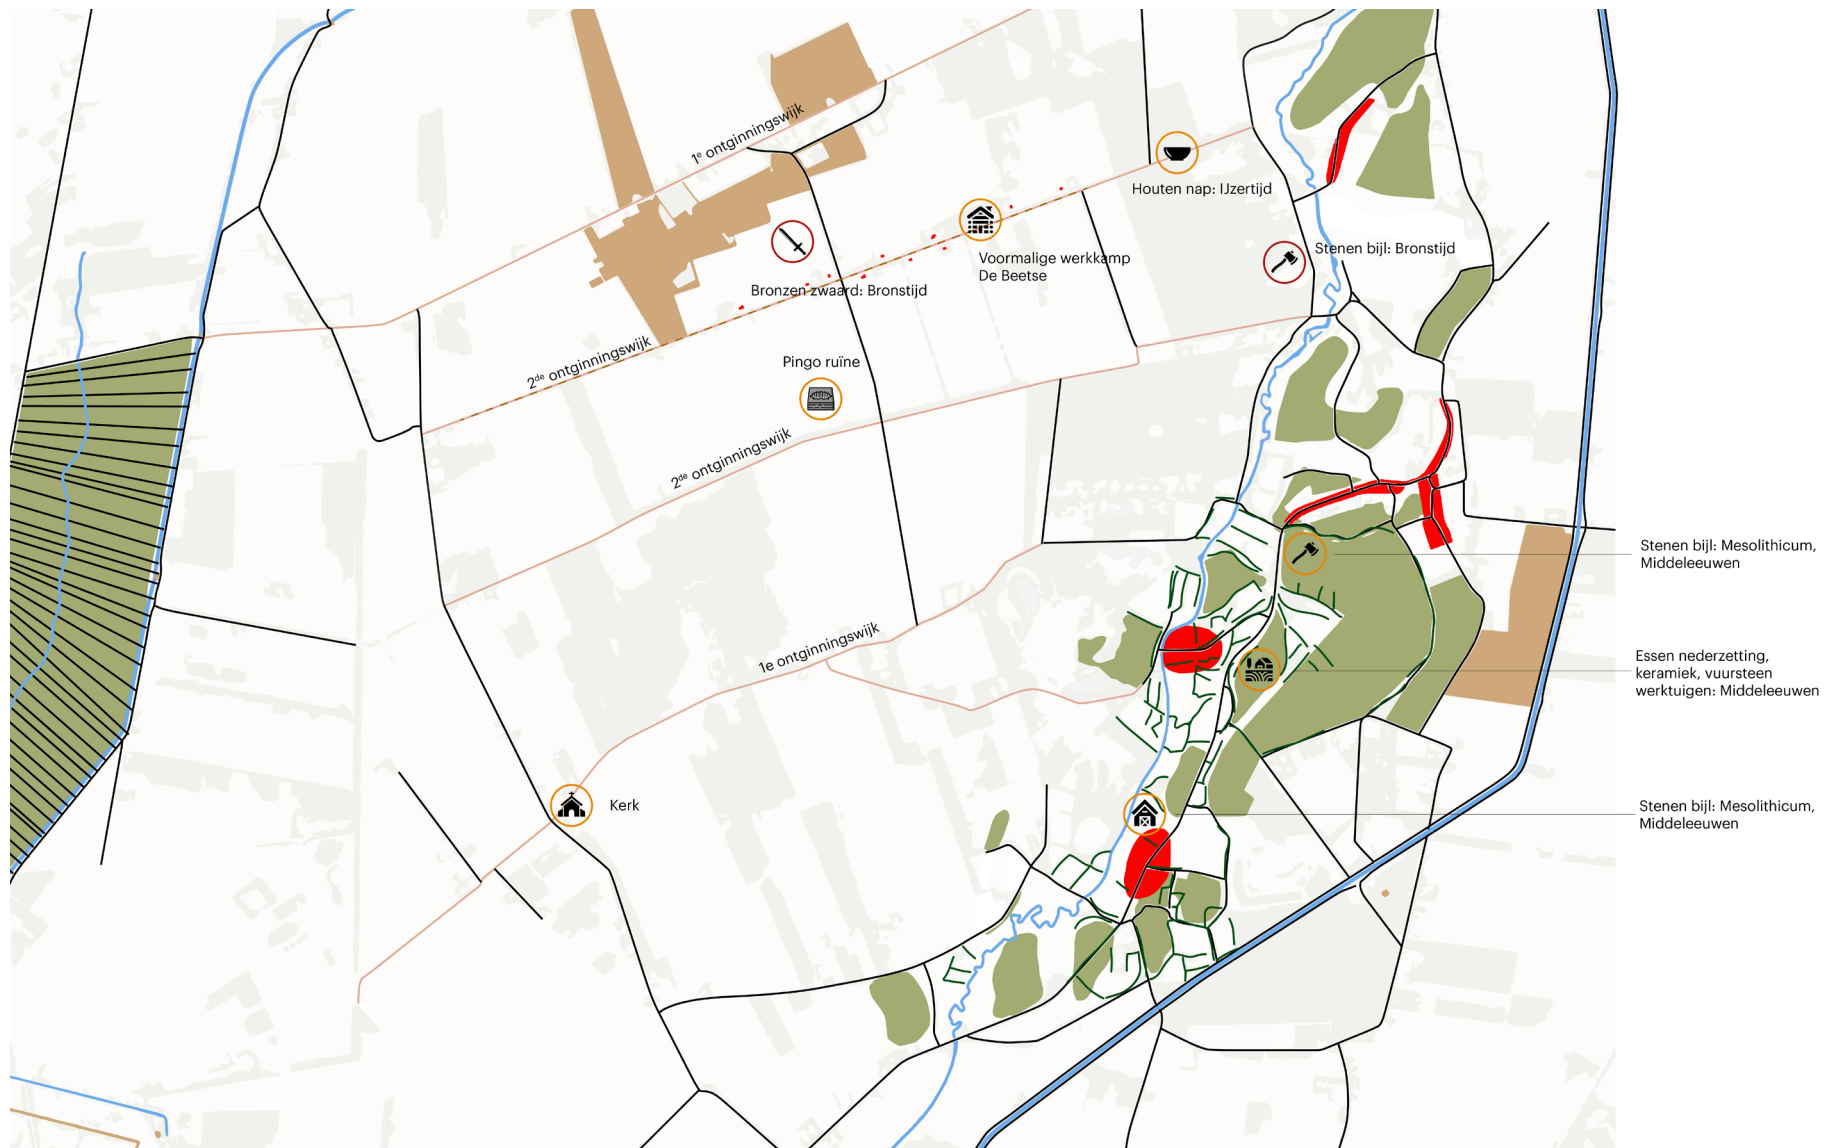 1e ontginningswijk
Houten nap: IJzertijd
Stenen bijl: Bronstijd
Voormalige werkkamp
De Beetse
Bronzen zwaard: Bronstijd
2de ontginningswijk
Pingo ruïne
2de ontginningswijk
Stenen bijl: Mesolithicum,
Middeleeuwen
1e ontginningswijk
Essen nederzetting,
keramiek, vuursteen
werktuigen: Middeleeuwen
Kerk
Stenen bijl: Mesolithicum,
Middeleeuwen